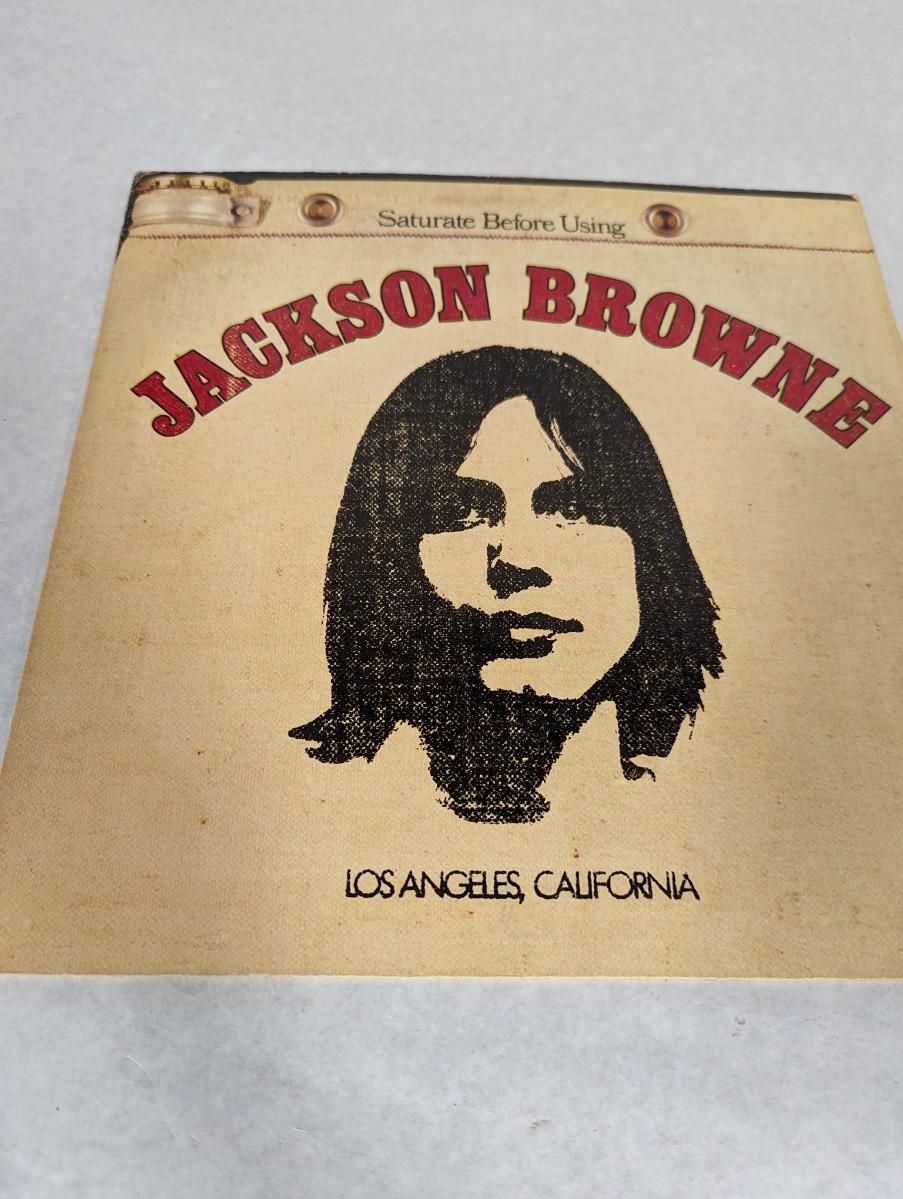 Saturate Before Using
JACKSON BROWNE
LOS ANGELES, CALIFORNIA